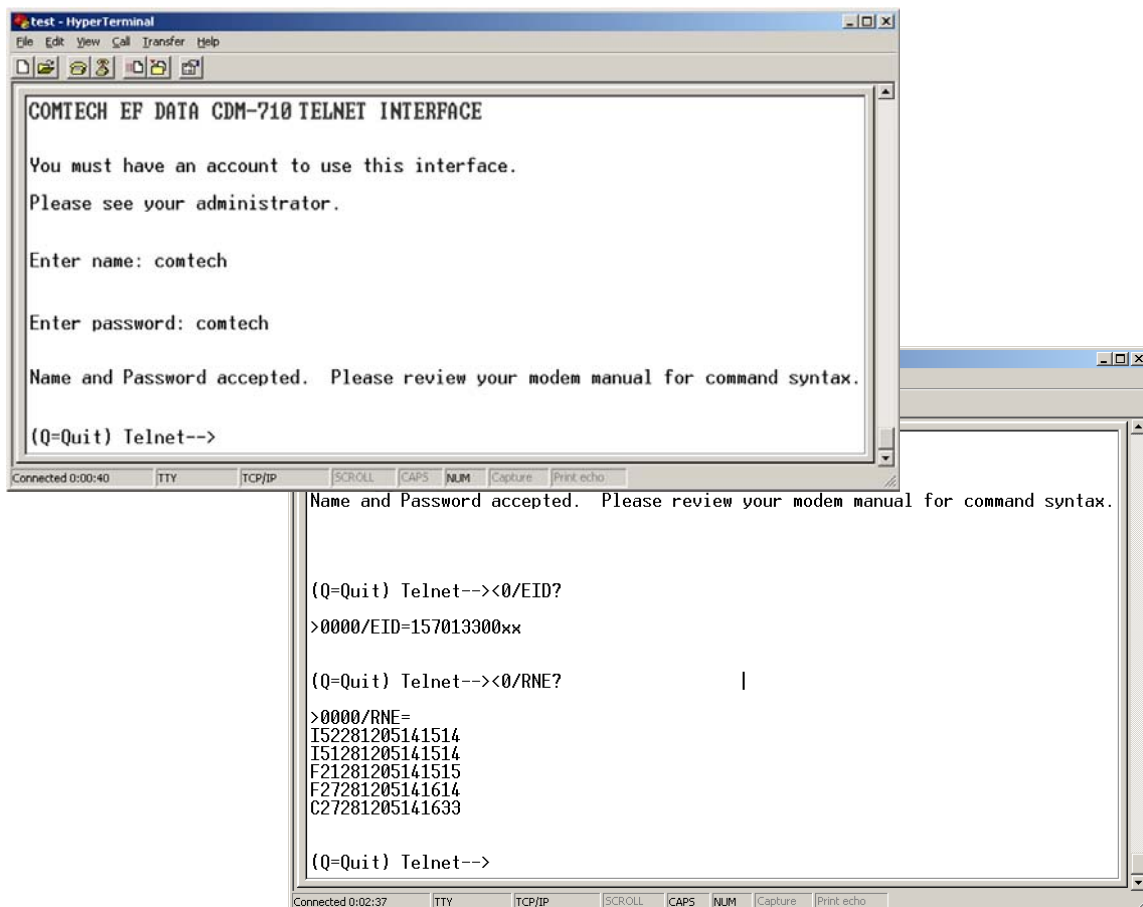 test - HyperTerminal
File Edit View Call Transfer Help
COMTECH EF DATA CDM-710 TELNET INTERFACE
You must have an account to use this interface.
Please see your administrator.
Enter name: comtech
Enter password: comtech
Name and Password accepted.  Please review your modem manual for command syntax.
(Q=Quit) Telnet-->
Connected 0:00:40 TTY TCP/IP SCROLL CAPS NUM Capture Print echo
Name and Password accepted.  Please review your modem manual for command syntax.
(Q=Quit) Telnet--><0/EID?
>0000/EID=157013300xx
(Q=Quit) Telnet--><0/RNE?
>0000/RNE=
I52281205141514
I51281205141514
F21281205141515
F27281205141614
C27281205141633
(Q=Quit) Telnet-->
Connected 0:02:37 TTY TCP/IP SCROLL CAPS NUM Capture Print echo